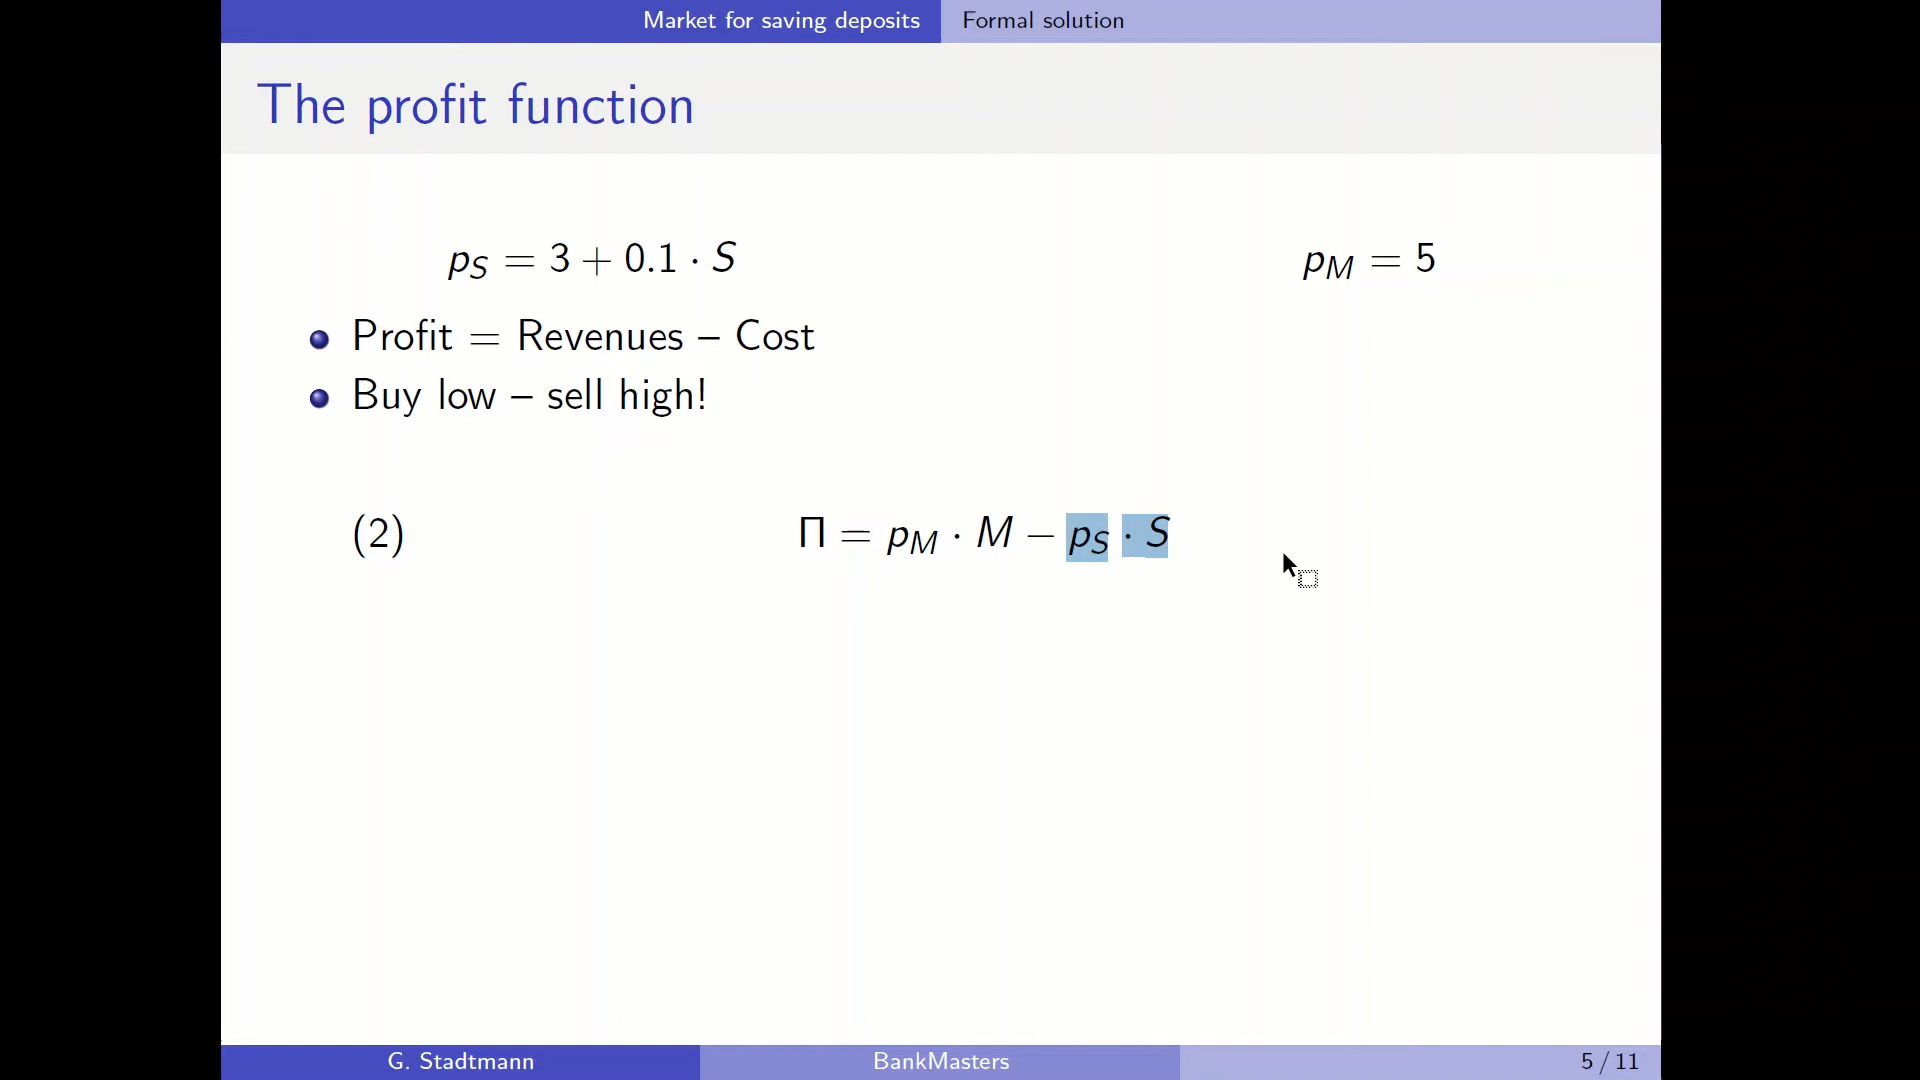 Market for saving deposits Formal solution
The profit function
p_S = 3 + 0.1 · S p_M = 5
Profit = Revenues – Cost
Buy low – sell high!
(2) Π = p_M · M − p_S · S
G. Stadtmann BankMasters 5 / 11